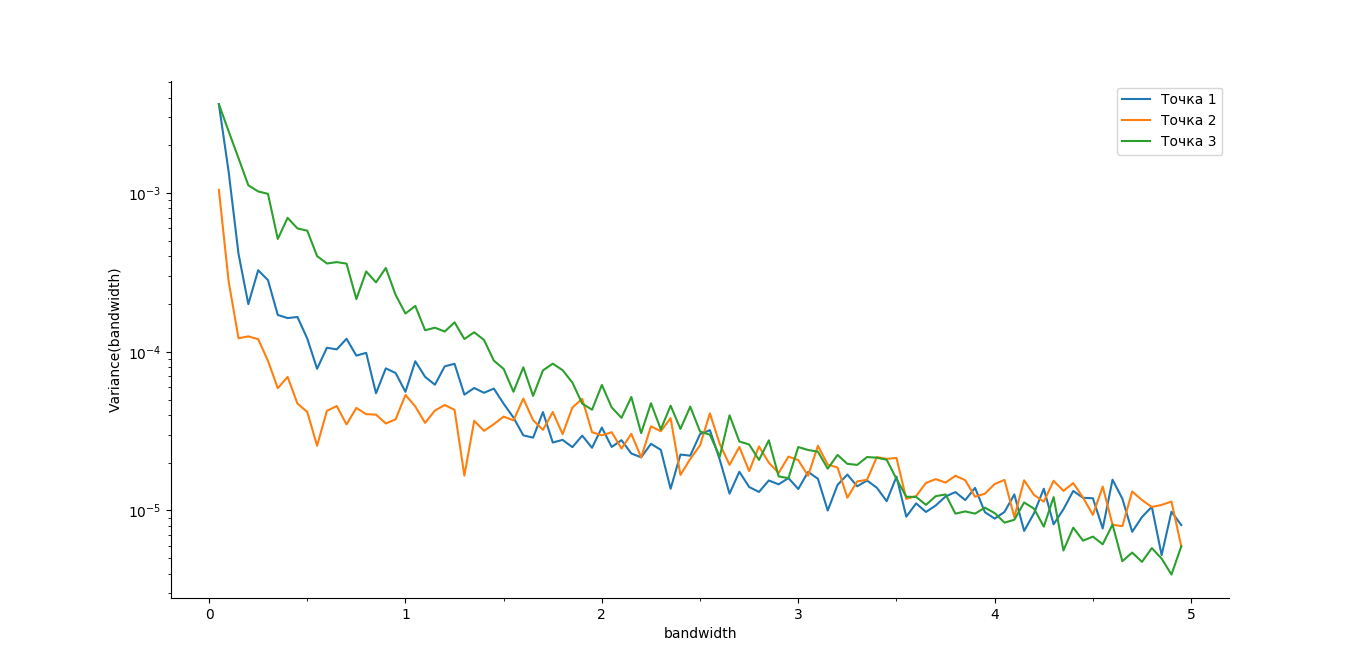 Точка 1
Точка 2
Точка 3
10⁻³
10⁻⁴
10⁻⁵
Variance(bandwidth)
0 1 2 3 4 5
bandwidth